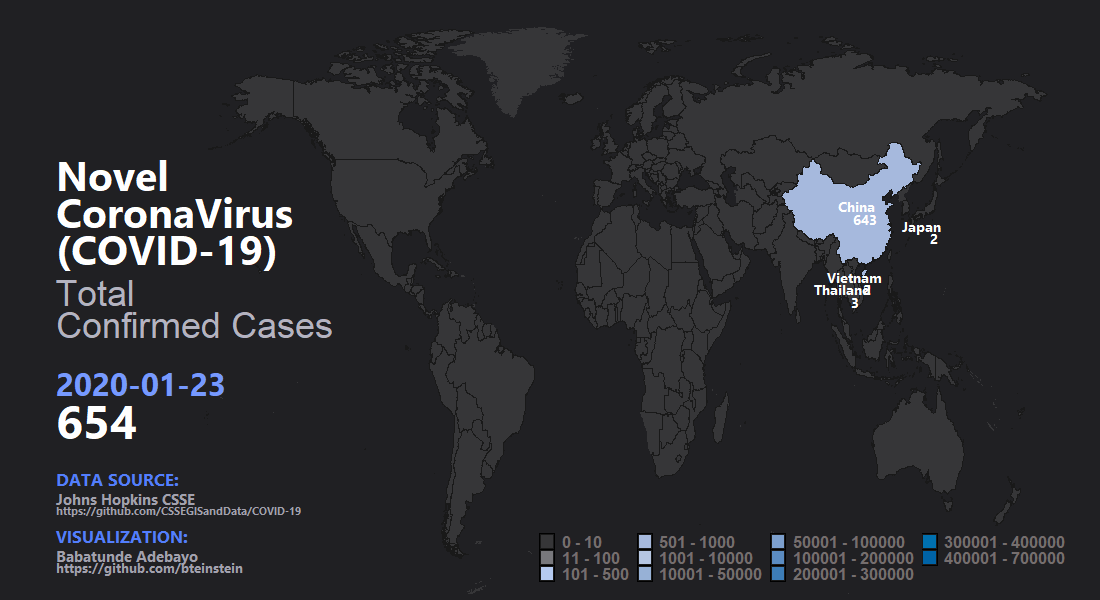 Novel
CoronaVirus
(COVID-19)
Total
Confirmed Cases
2020-01-23
654
DATA SOURCE:
Johns Hopkins CSSE
https://github.com/CSSEGISandData/COVID-19
VISUALIZATION:
Babatunde Adebayo
https://github.com/bteinstein
China
643
Japan
2
Vietnam
2
Thailand
3
0 - 10
11 - 100
101 - 500
501 - 1000
1001 - 10000
10001 - 50000
50001 - 100000
100001 - 200000
200001 - 300000
300001 - 400000
400001 - 700000